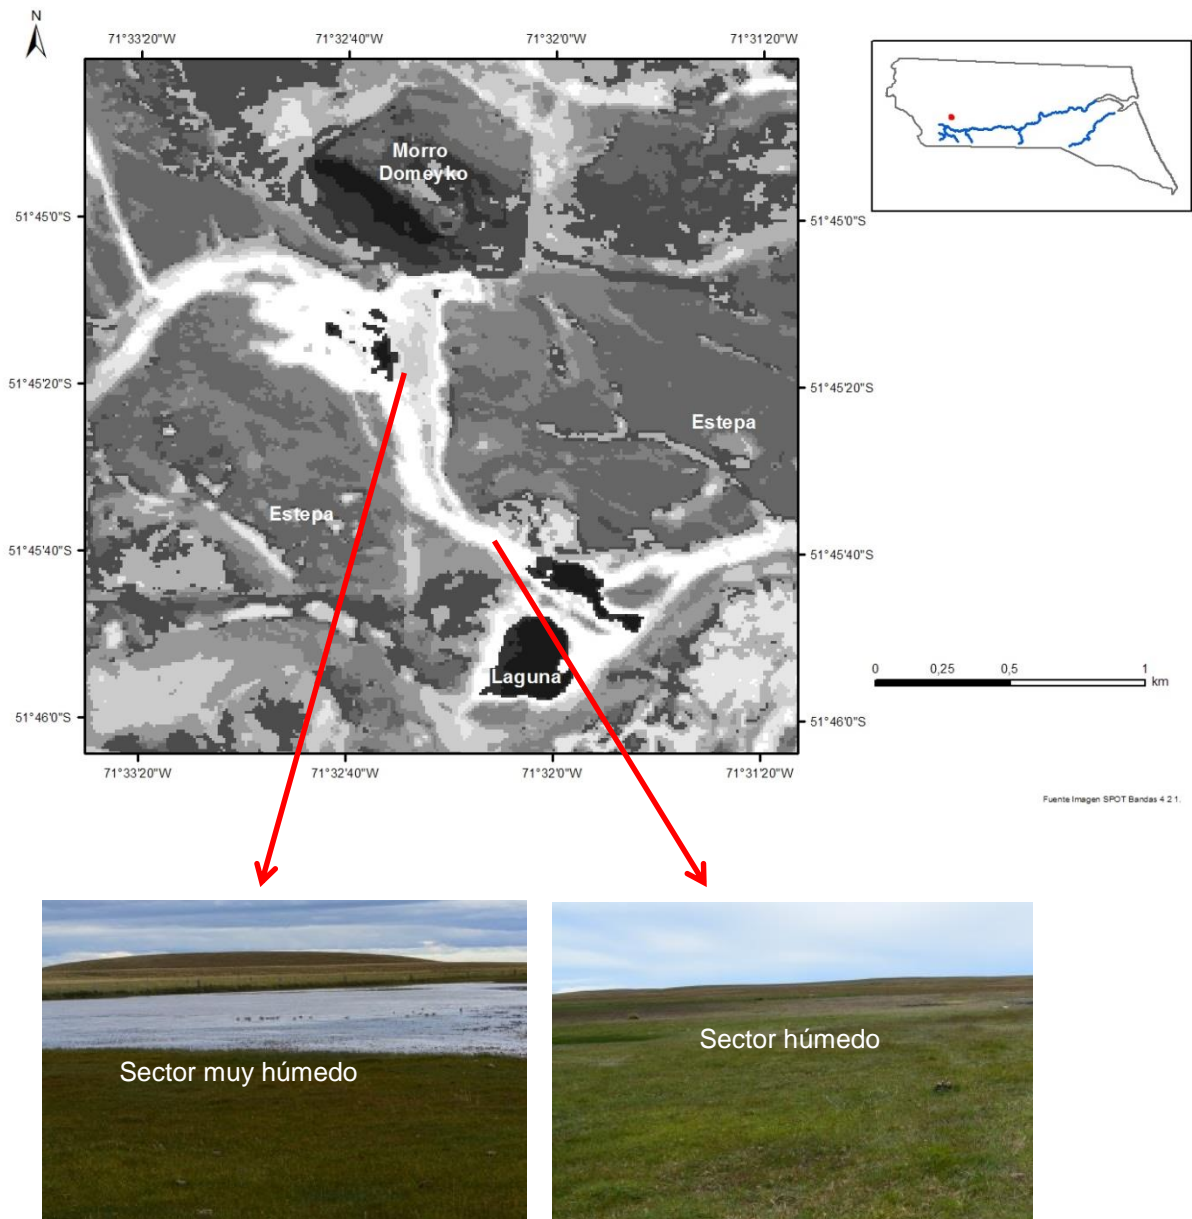 N
71°33'20"W
71°32'40"W
71°32'0"W
71°31'20"W
Morro
Domeyko
51°45'0"S
51°45'0"S
51°45'20"S
51°45'20"S
Estepa
Estepa
51°45'40"S
51°45'40"S
Laguna
0
0,25
0,5
1
km
51°46'0"S
51°46'0"S
71°33'20"W
71°32'40"W
71°32'0"W
71°31'20"W
Fuente Imagen SPOT Bandas 4 2 1.
Sector muy húmedo
Sector húmedo